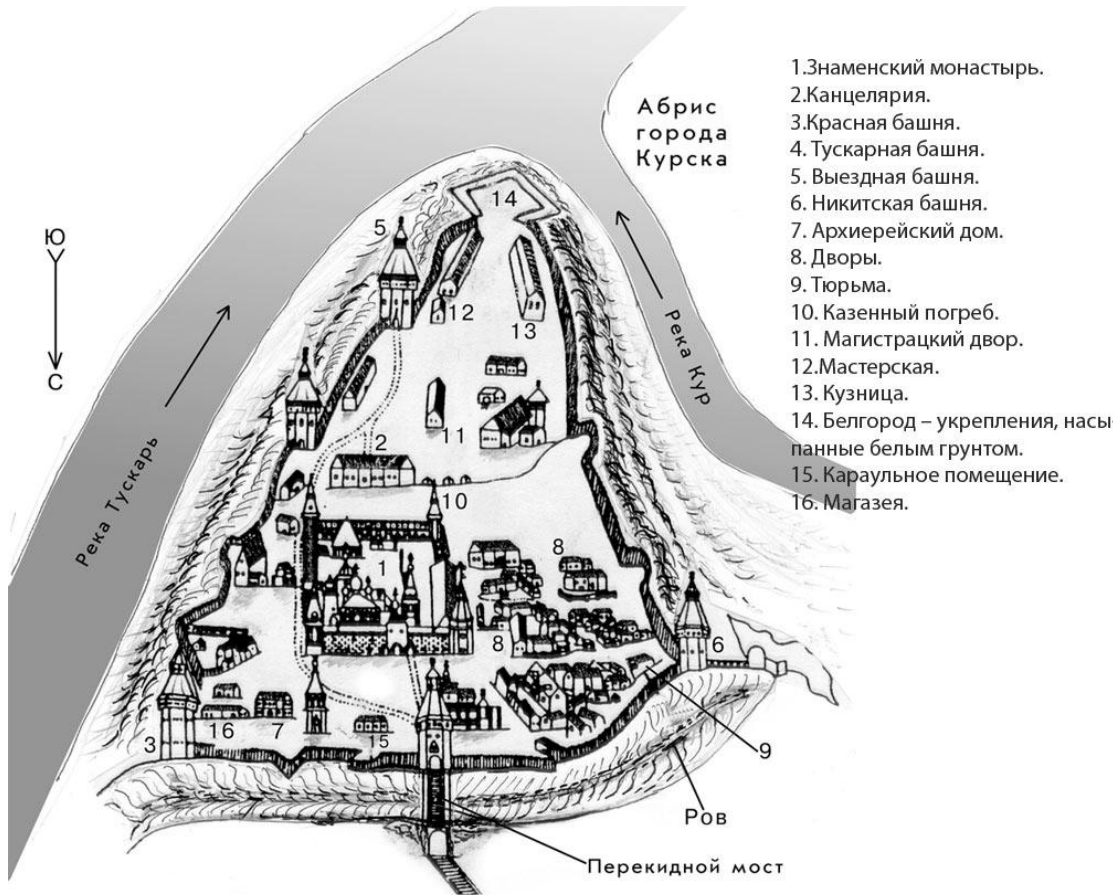 Абрис
города
Курска
1.Знаменский монастырь.
2.Канцелярия.
3.Красная башня.
4. Тускарная башня.
5. Выездная башня.
6. Никитская башня.
7. Архиерейский дом.
8. Дворы.
9. Тюрьма.
10. Казенный погреб.
11. Магистрацкий двор.
12.Мастерская.
13. Кузница.
14. Белгород – укрепления, насы-
панные белым грунтом.
15. Караульное помещение.
16. Магазея.
Ю
С
Река Тускарь
Река Кур
14
5
12
13
11
2
10
1
8
8
6
3
16
7
15
9
Ров
Перекидной мост